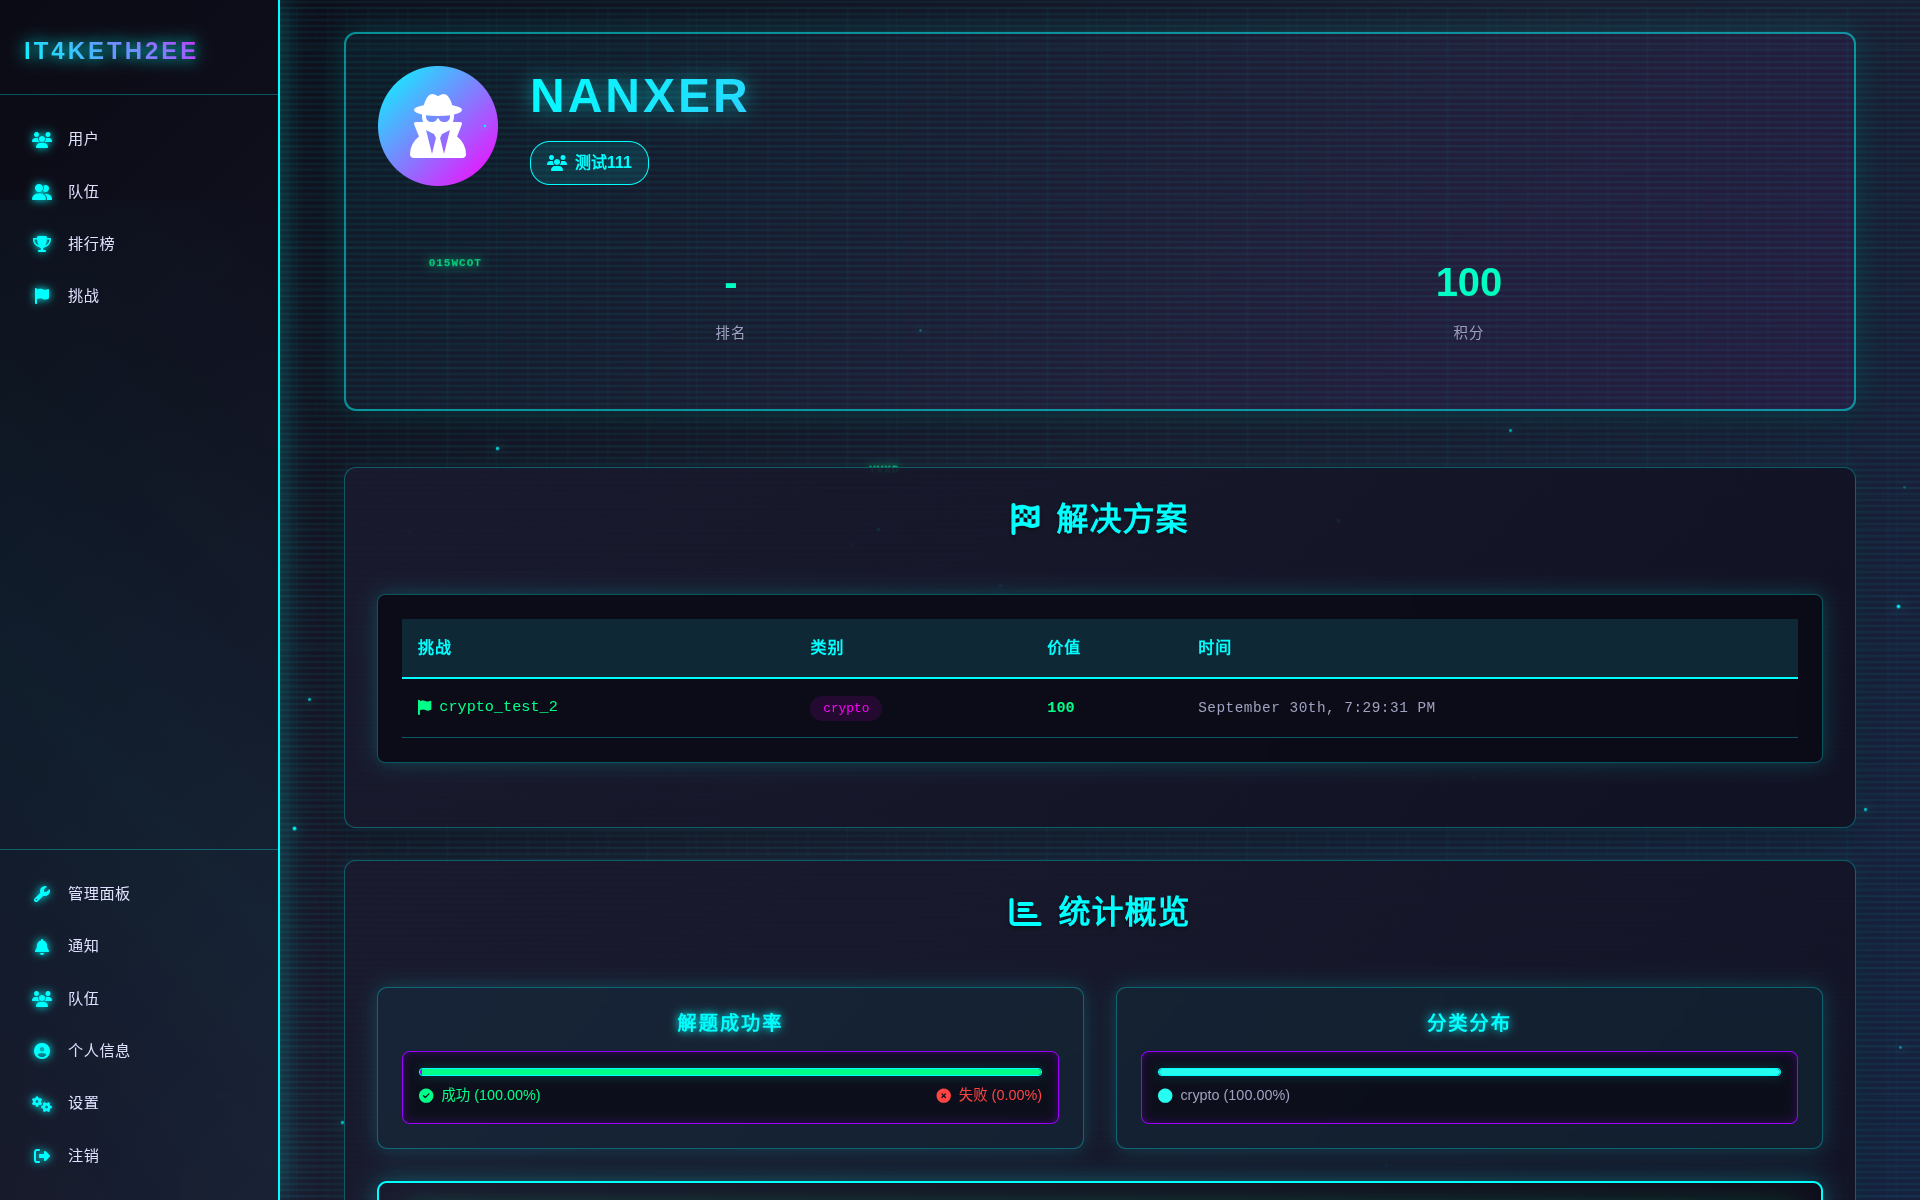 IT4KETH2EE
用户
队伍
排行榜
挑战
管理面板
通知
队伍
个人信息
设置
注销
NANXER
测试111
015WCOT
-
排名
100
积分
解决方案
挑战 类别 价值 时间
crypto_test_2 crypto 100 September 30th, 7:29:31 PM
统计概览
解题成功率
成功 (100.00%) 失败 (0.00%)
分类分布
crypto (100.00%)